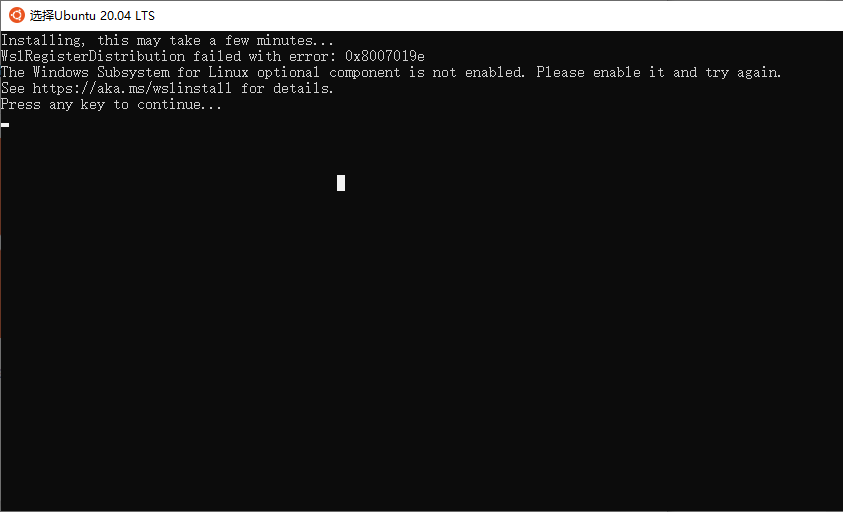 选择Ubuntu 20.04 LTS
Installing, this may take a few minutes...
WslRegisterDistribution failed with error: 0x8007019e
The Windows Subsystem for Linux optional component is not enabled. Please enable it and try again.
See https://aka.ms/wslinstall for details.
Press any key to continue...